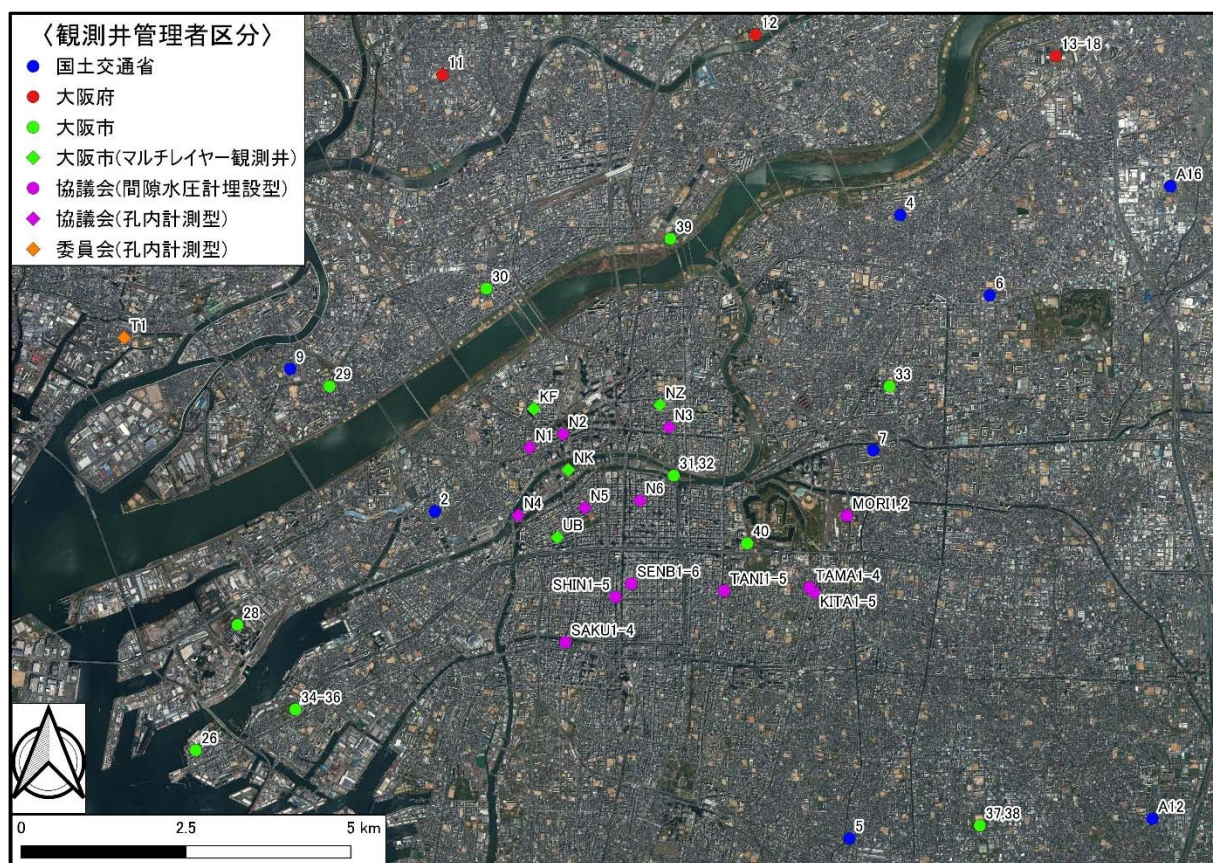 〈観測井管理者区分〉
国土交通省
大阪府
大阪市
大阪市(マルチレイヤー観測井)
協議会(間隙水圧計埋設型)
協議会(孔内計測型)
委員会(孔内計測型)
12
13-18
11
A16
4
39
30
6
T1
9
29
33
KF
NZ
N2
N3
N1
7
NK
31,32
2
N6
N5
N4
MORI1,2
UB
40
SENB1-6
TANI1-5
TAMA1-4
SHIN1-5
KITA1-5
28
SAKU1-4
34-36
26
A12
37,38
5
0
2.5
5 km